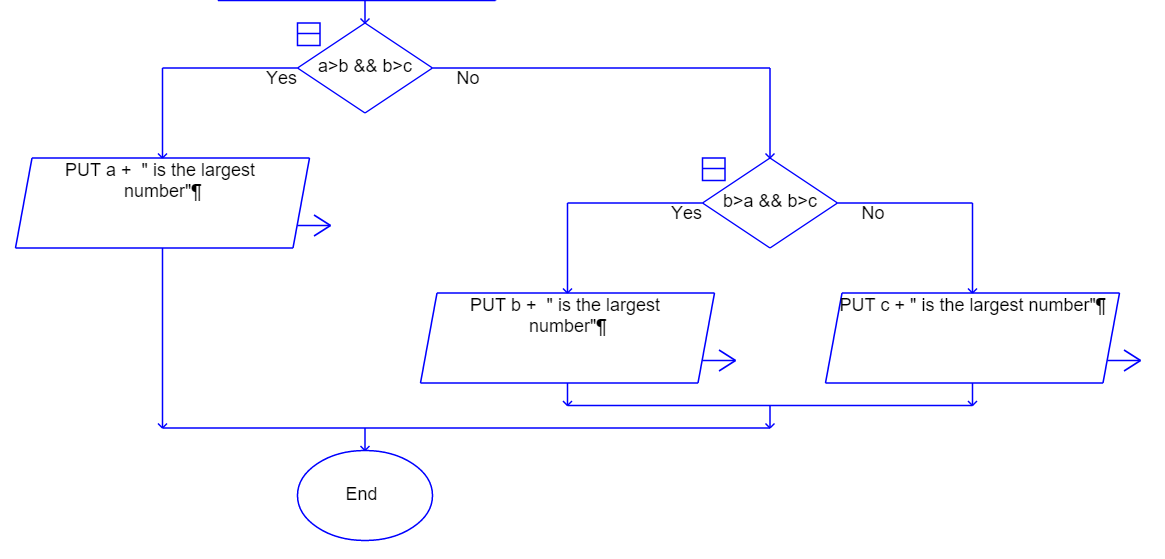 a>b && b>c
Yes
No
PUT a +  " is the largest
number"¶
b>a && b>c
Yes
No
PUT b +  " is the largest
number"¶
PUT c + " is the largest number"¶
End